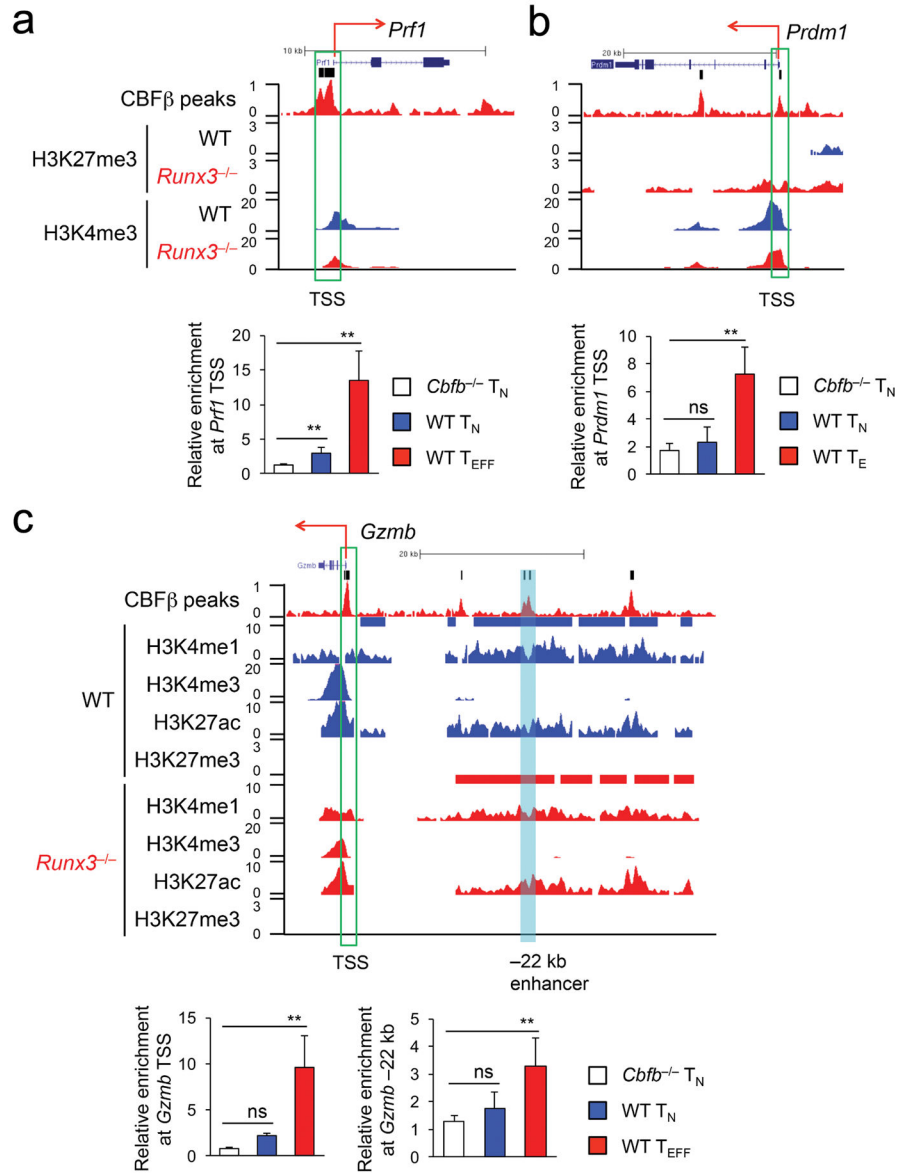 a
Prf1
10 kb
Prf1
CBFβ peaks
1
0
H3K27me3
WT
3
0
Runx3–/–
3
0
H3K4me3
WT
20
0
Runx3–/–
20
0
TSS
Relative enrichment
at Prf1 TSS
20
15
10
5
0
**
**
Cbfb–/– TN
WT TN
WT TEFF
b
Prdm1
20 kb
Prdm1
1
0
3
0
3
0
20
0
20
0
TSS
Relative enrichment
at Prdm1 TSS
10
8
6
4
2
0
**
ns
Cbfb–/– TN
WT TN
WT TE
c
Gzmb
20 kb
Gzmb
CBFβ peaks
1
0
WT
H3K4me1
10
0
H3K4me3
20
0
H3K27ac
10
0
H3K27me3
3
0
Runx3–/–
H3K4me1
10
0
H3K4me3
20
0
H3K27ac
10
0
H3K27me3
3
0
TSS
–22 kb
enhancer
Relative enrichment
at Gzmb TSS
15
10
5
0
**
ns
Relative enrichment
at Gzmb –22 kb
5
4
3
2
1
0
**
ns
Cbfb–/– TN
WT TN
WT TEFF